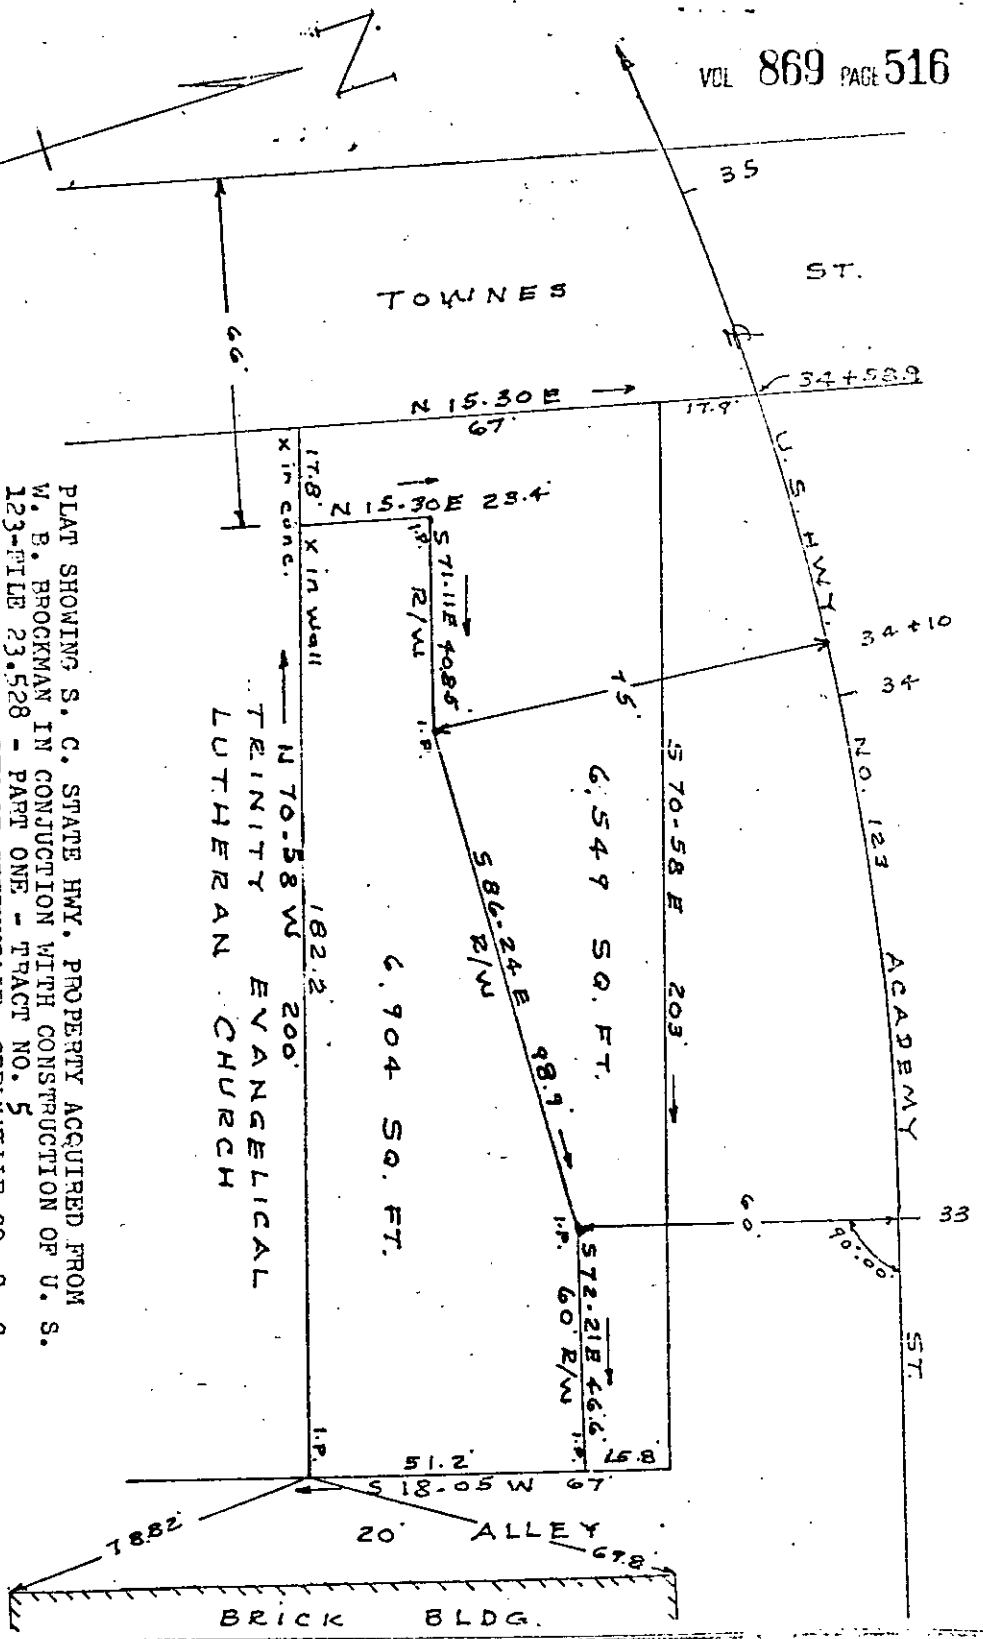 VOL 869 PAGE 516
N
35
ST.
TOWNES
66'
34+58.9
N 15.30 E
67'
17.9'
U. S. HWY. NO. 123
17.8'
X in conc.
N 15.30E 23.4'
X in wall
I.P.
S 71-11E 40.85'
R/W
I.P.
34+10
34
75'
S 70-58 E 203'
6,549 SQ. FT.
S 86-24 E 98.9'
R/W
ACADEMY ST.
N 70-58 W 200'
182.2
TRINITY EVANGELICAL
LUTHERAN CHURCH
6,904 SQ. FT.
33
60'
90°00'
I.P.
S 72-21E 46.6'
60' R/W
I.P.
I.P.
51.2'
15.8'
S 18-05 W 67'
78.82'
20' ALLEY
67.8'
BRICK BLDG.
PLAT SHOWING S. C. STATE HWY. PROPERTY ACQUIRED FROM
W. B. BROCKMAN IN CONJUCTION WITH CONSTRUCTION OF U. S.
123-FILE 23.528 - PART ONE - TRACT NO. 5